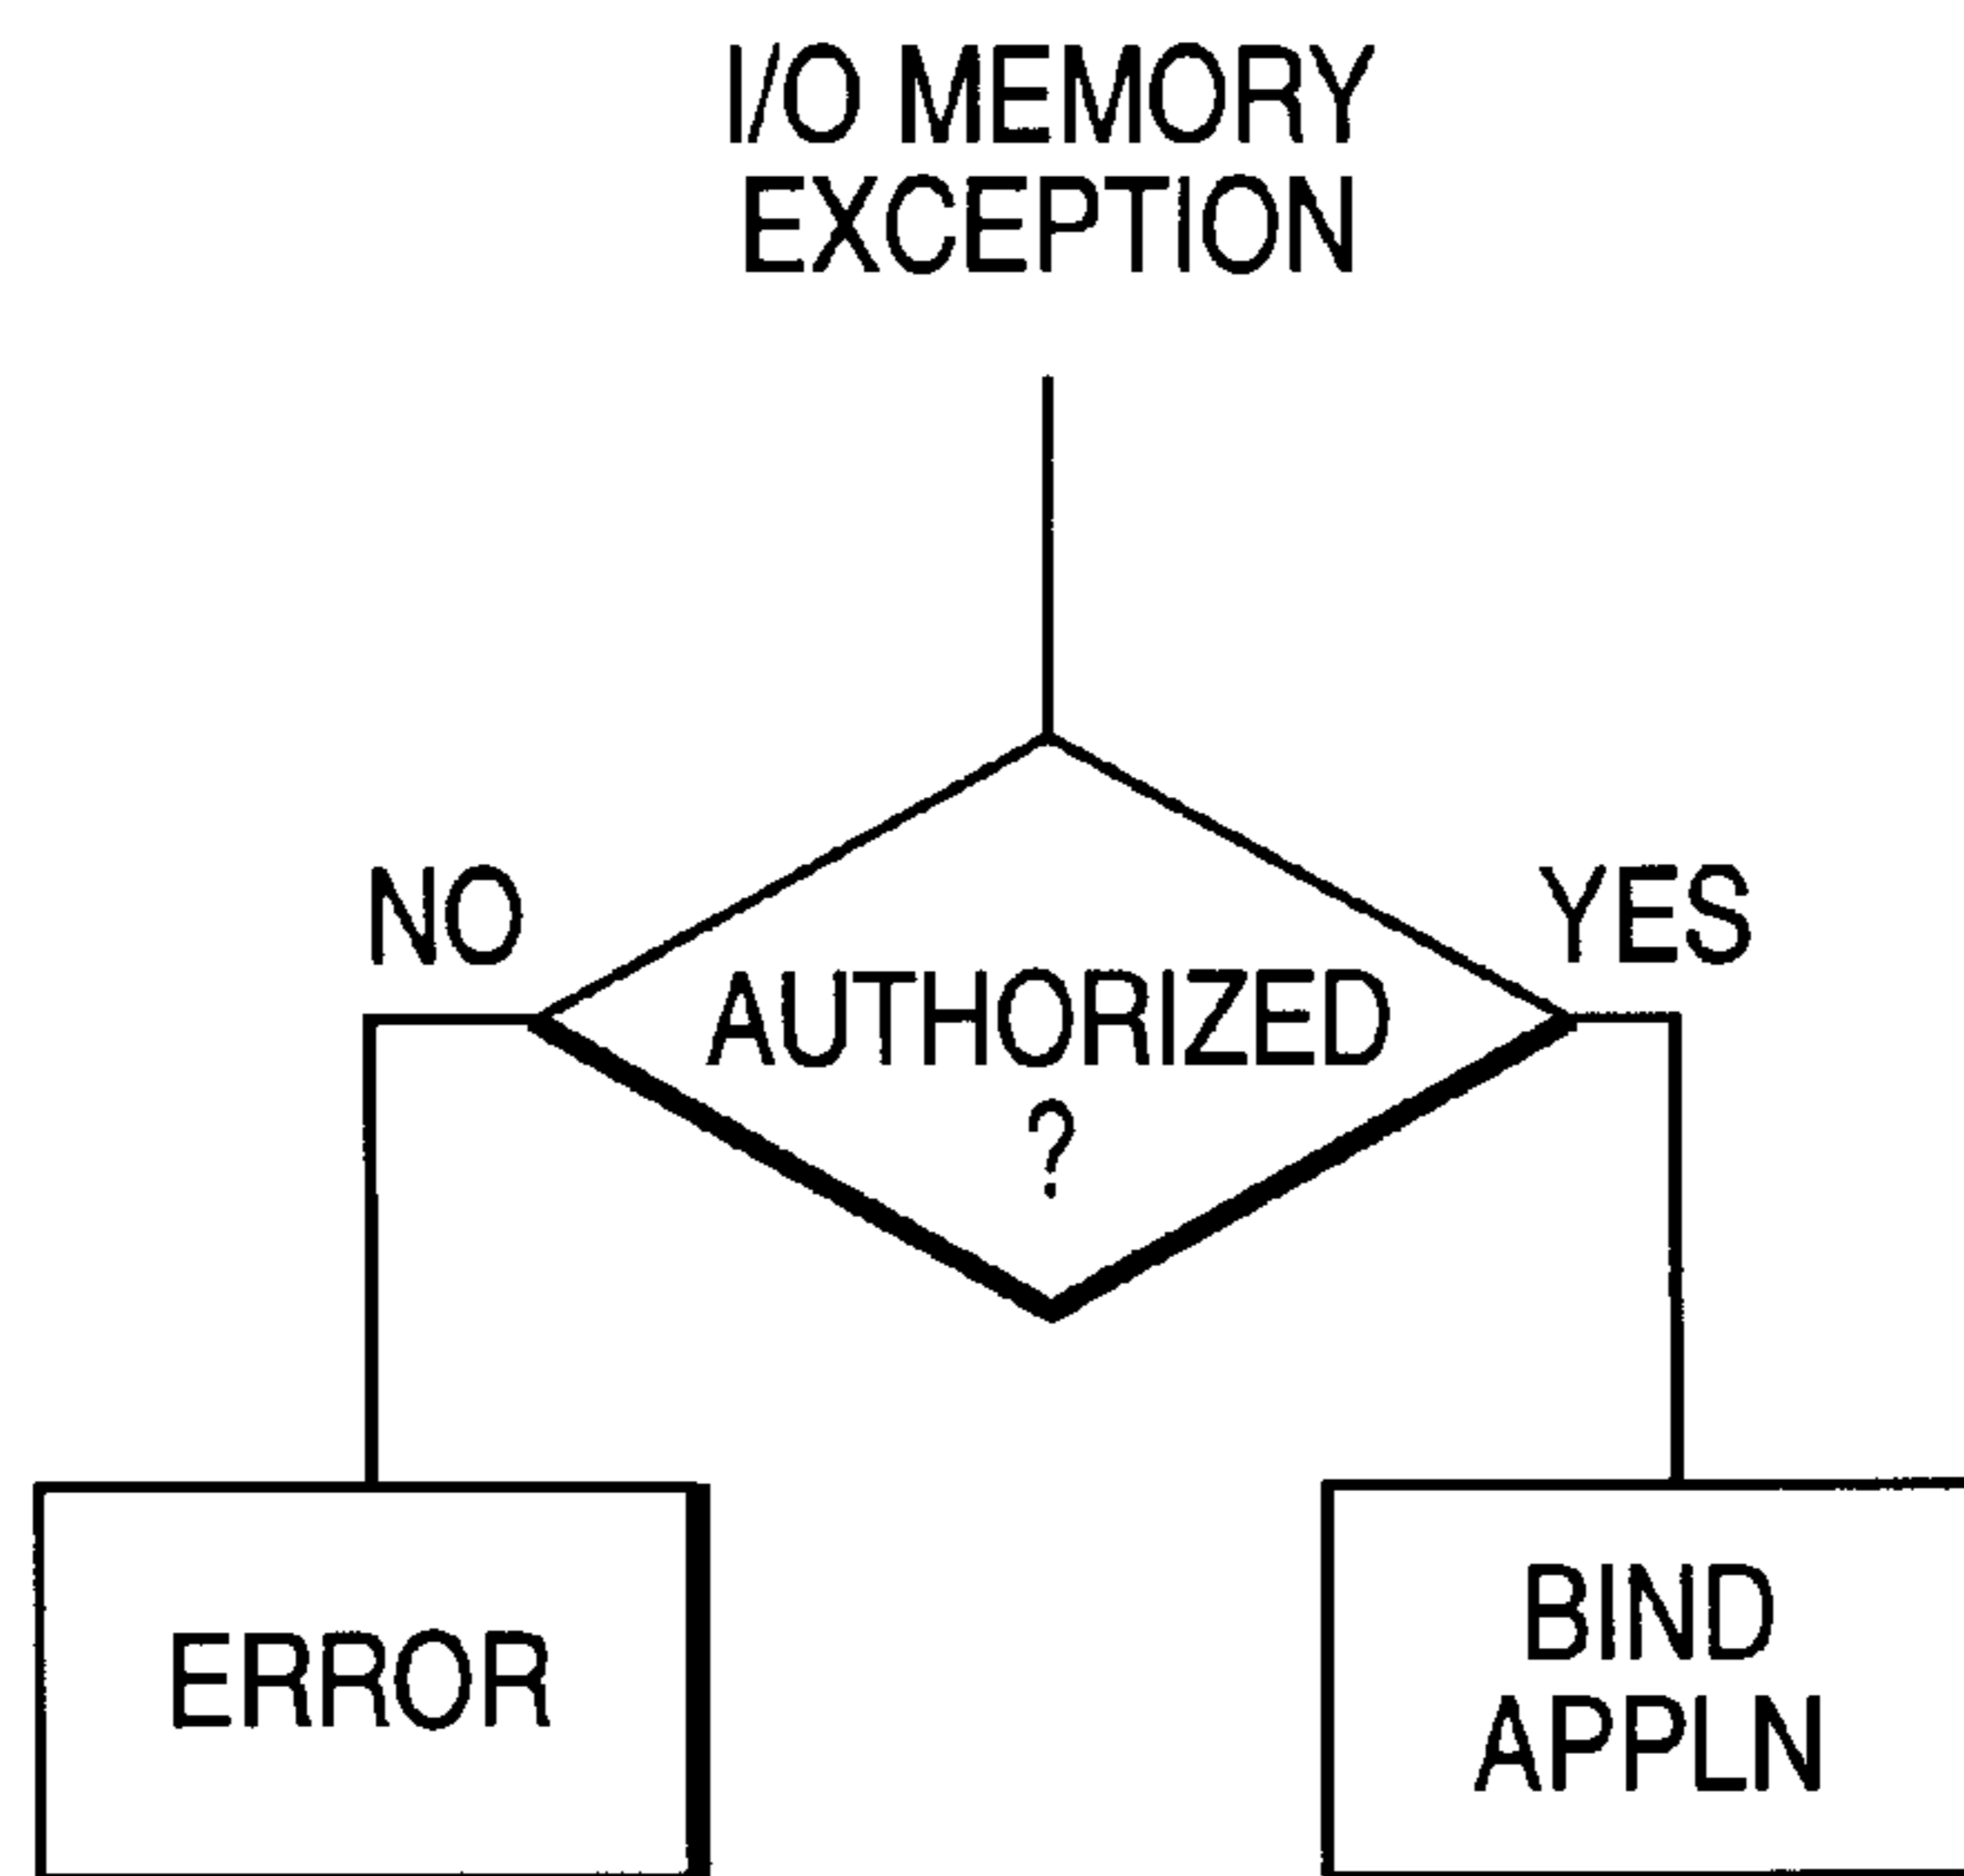 I/O MEMORY
EXCEPTION
NO
YES
AUTHORIZED
?
ERROR
BIND
APPLN